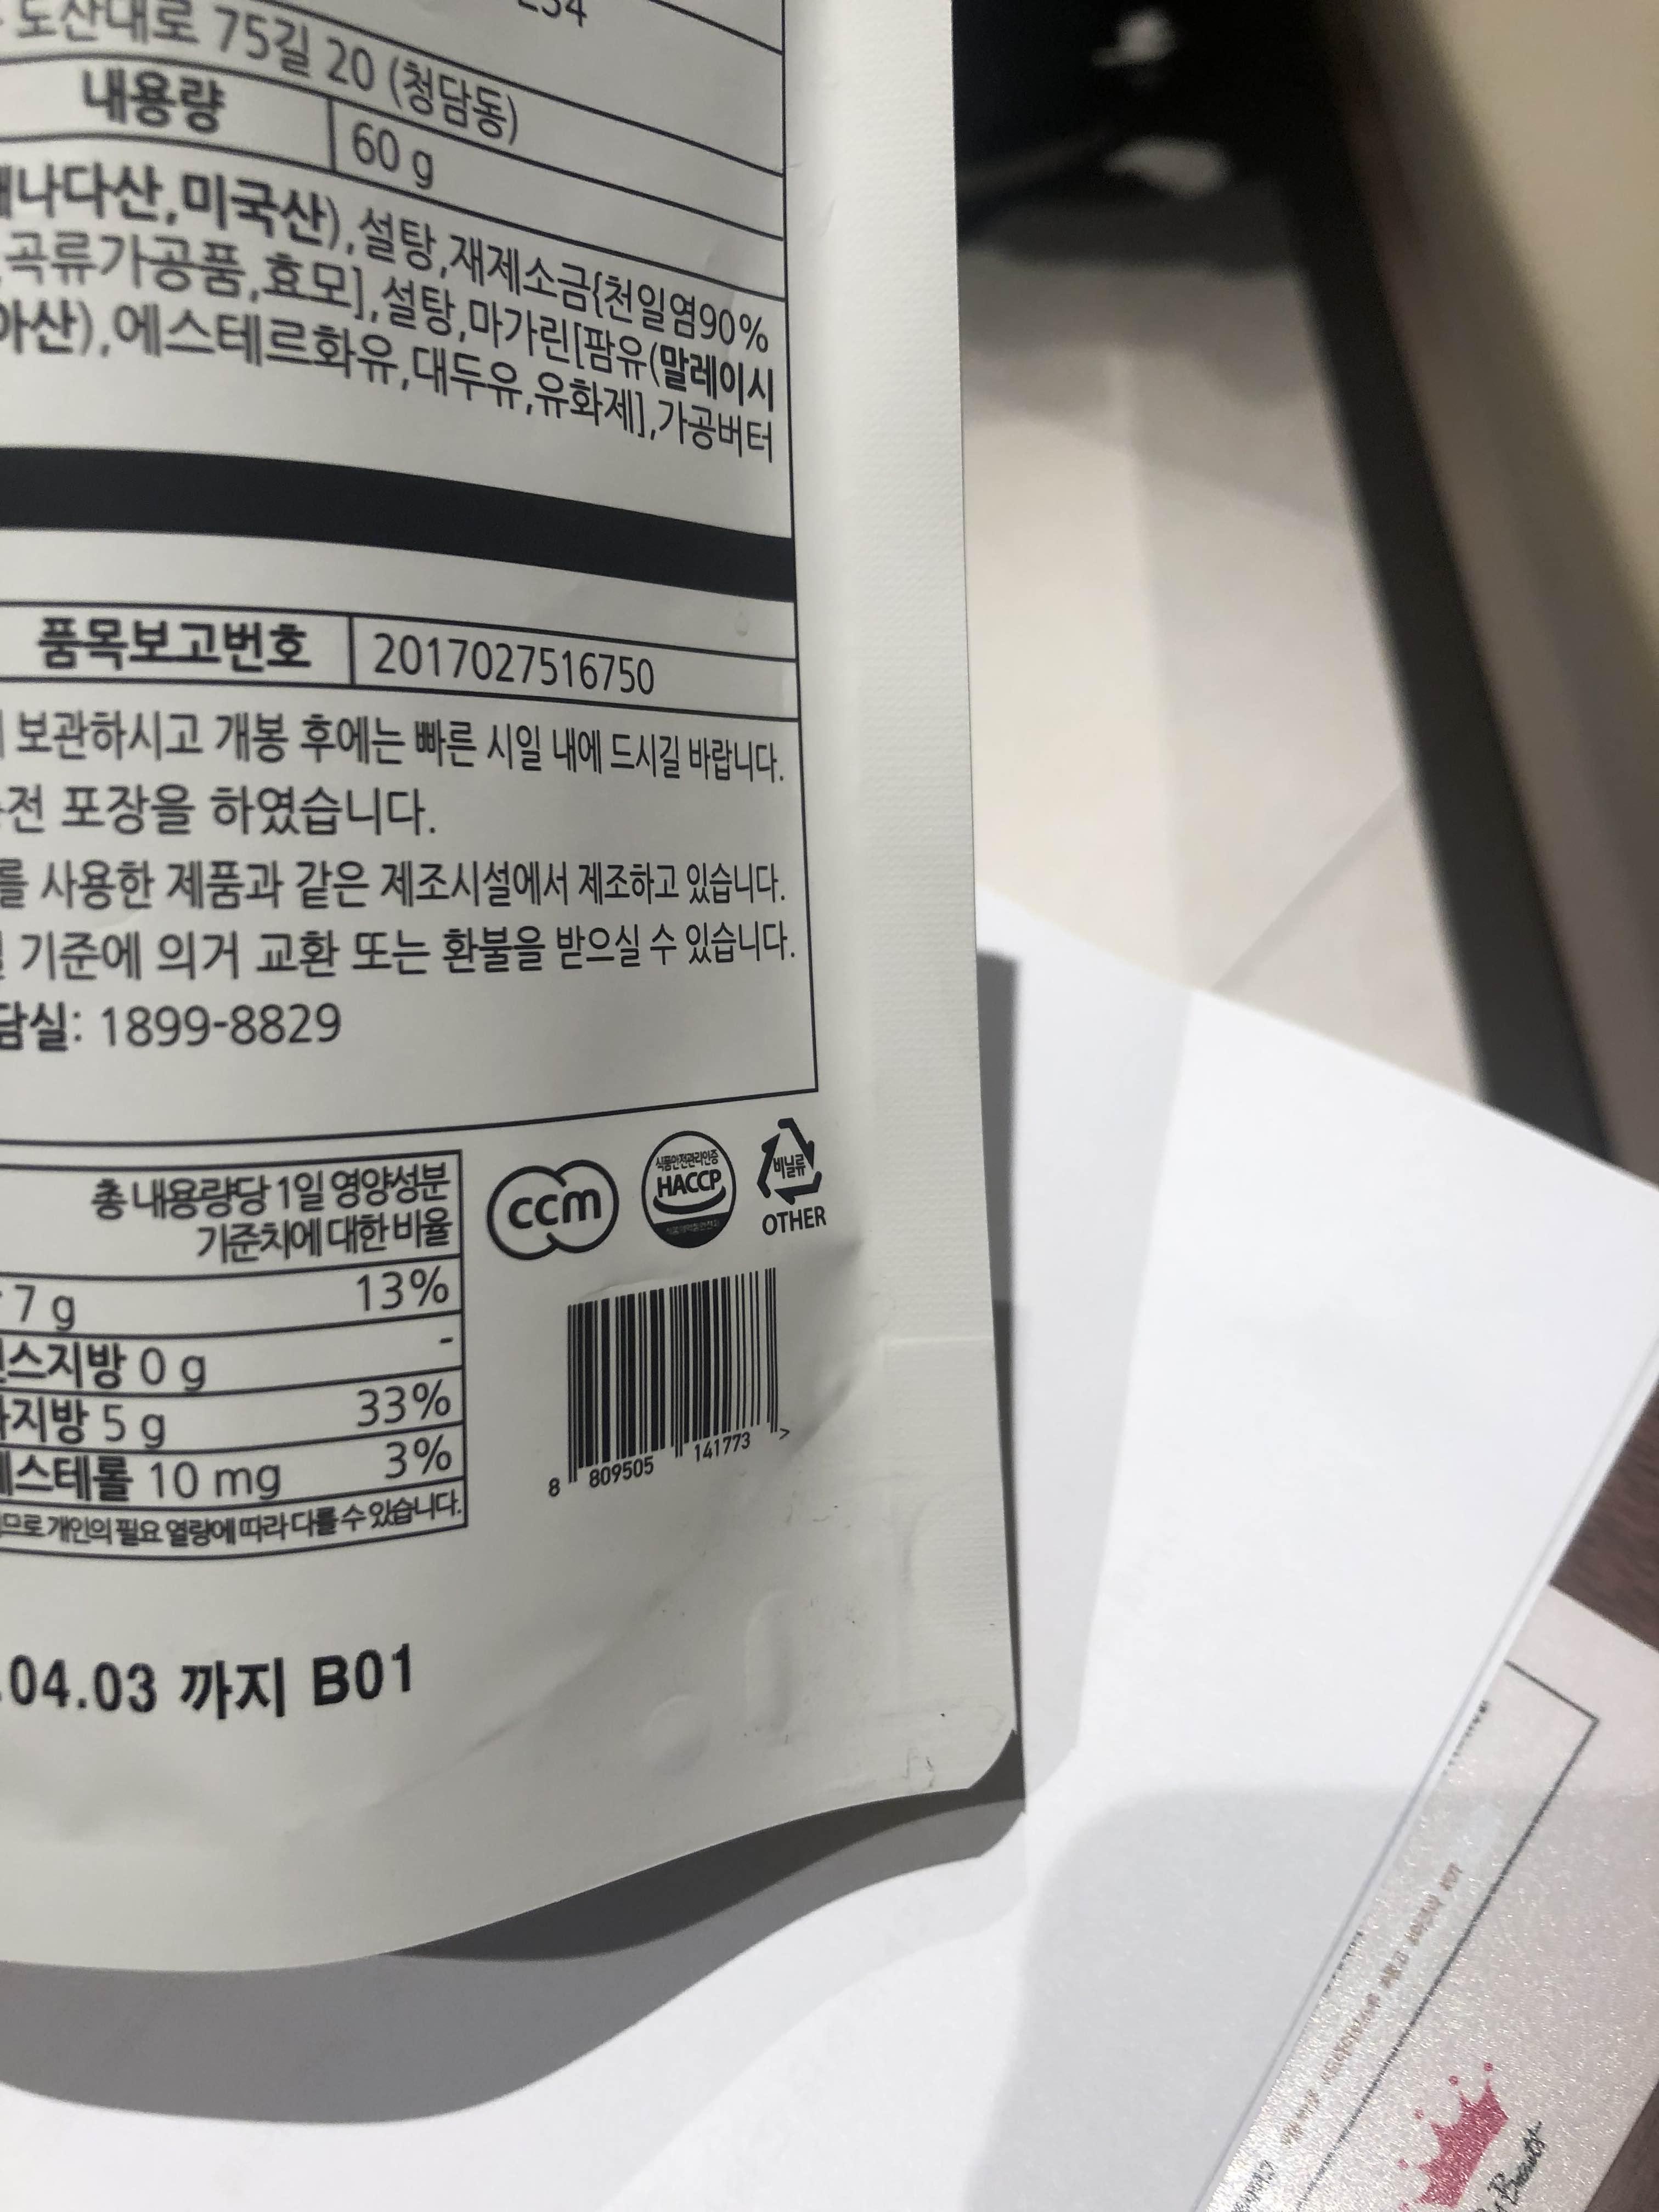 도산대로 75길 20 (청담동)
내용량 60 g
나다산,미국산),설탕,재제소금{천일염90%
곡류가공품,효모],설탕,마가린[팜유(말레이시
아산),에스테르화유,대두유,유화제],가공버터
품목보고번호 2017027516750
보관하시고 개봉 후에는 빠른 시일 내에 드시길 바랍니다.
전 포장을 하였습니다.
를 사용한 제품과 같은 제조시설에서 제조하고 있습니다.
기준에 의거 교환 또는 환불을 받으실 수 있습니다.
담실: 1899-8829
총 내용량당 1일 영양성분
기준치에 대한 비율
7 g 13%
스지방 0 g -
지방 5 g 33%
스테롤 10 mg 3%
므로 개인의 필요 열량에 따라 다를 수 있습니다.
ccm
식품안전관리인증
HACCP
비닐류
OTHER
8 809505 141773 >
.04.03 까지 B01